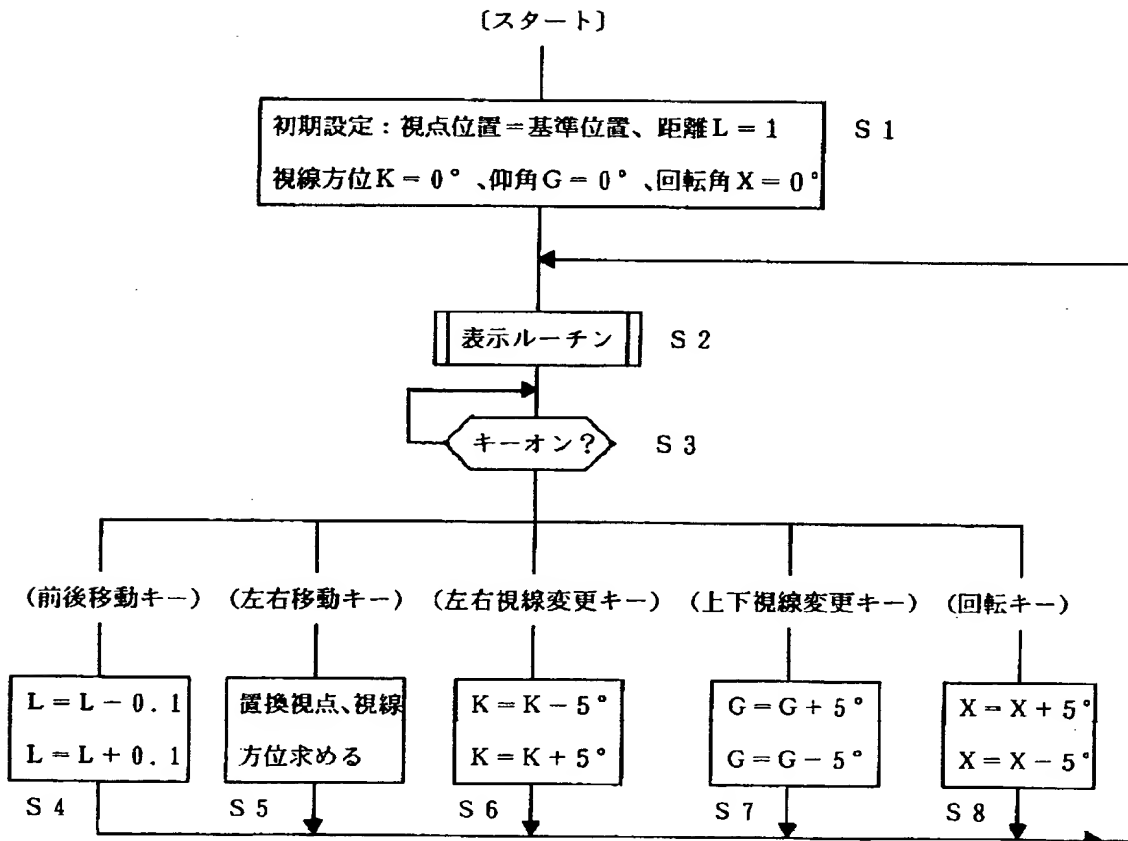 〔スタート〕
初期設定：視点位置＝基準位置、距離L＝1
視線方位K＝0°、仰角G＝0°、回転角X＝0°
S1
表示ルーチン
S2
キーオン？
S3
(前後移動キー)
(左右移動キー)
(左右視線変更キー)
(上下視線変更キー)
(回転キー)
L＝L－0.1
L＝L＋0.1
置換視点、視線
方位求める
K＝K－5°
K＝K＋5°
G＝G＋5°
G＝G－5°
X＝X＋5°
X＝X－5°
S4
S5
S6
S7
S8